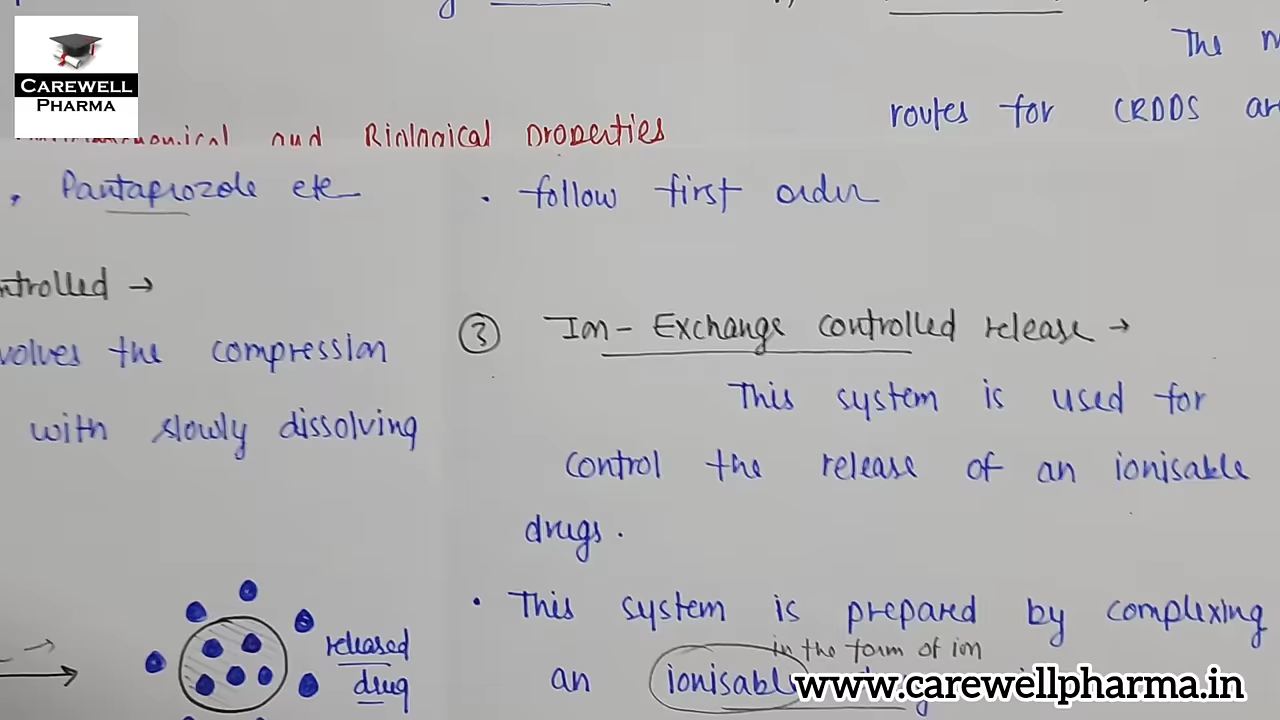 CAREWELL
PHARMA
The
routes for CRDDS
and Biological properties
, Pantaprozole etc
ntrolled →
volves the compression
with slowly dissolving
released
drug
. follow first order
③ Ion-Exchange controlled release →
This system is used for
control the release of an ionisable
drugs.
• This system is prepared by complexing
in the form of ion
an ionisable
www.carewellpharma.in